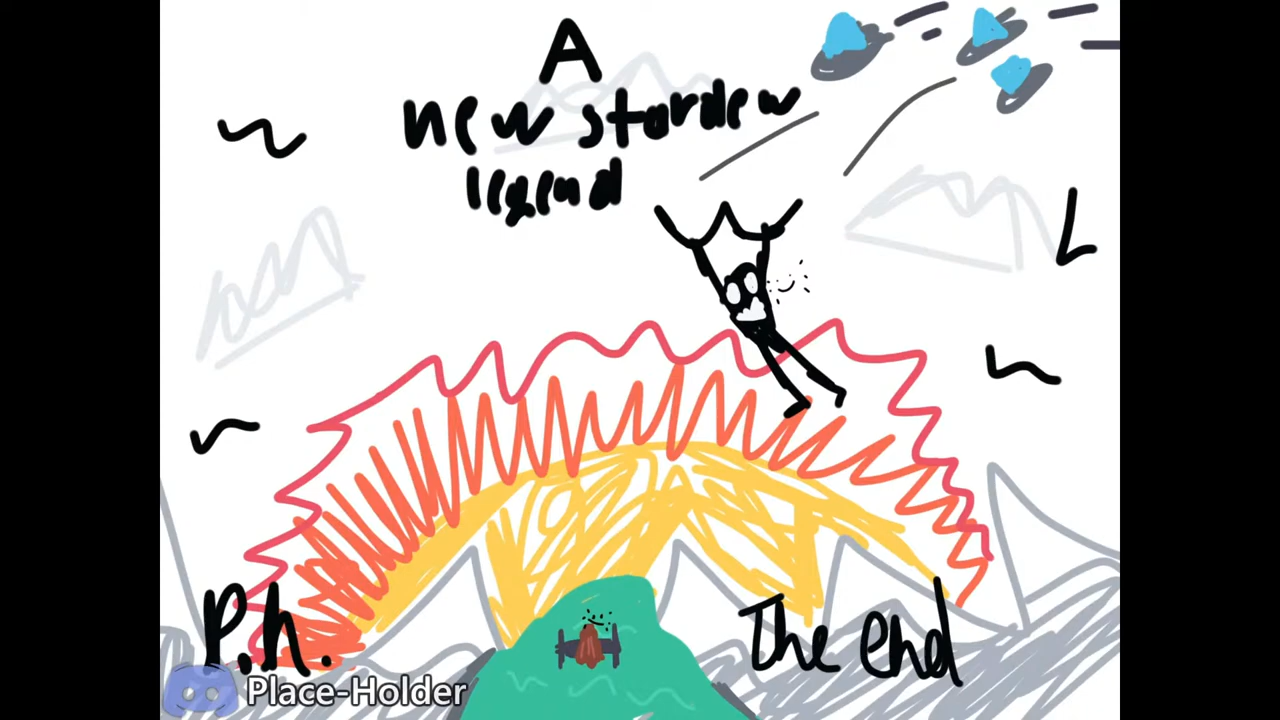 A
new stardew
legend
P.h.
The end
Place-Holder